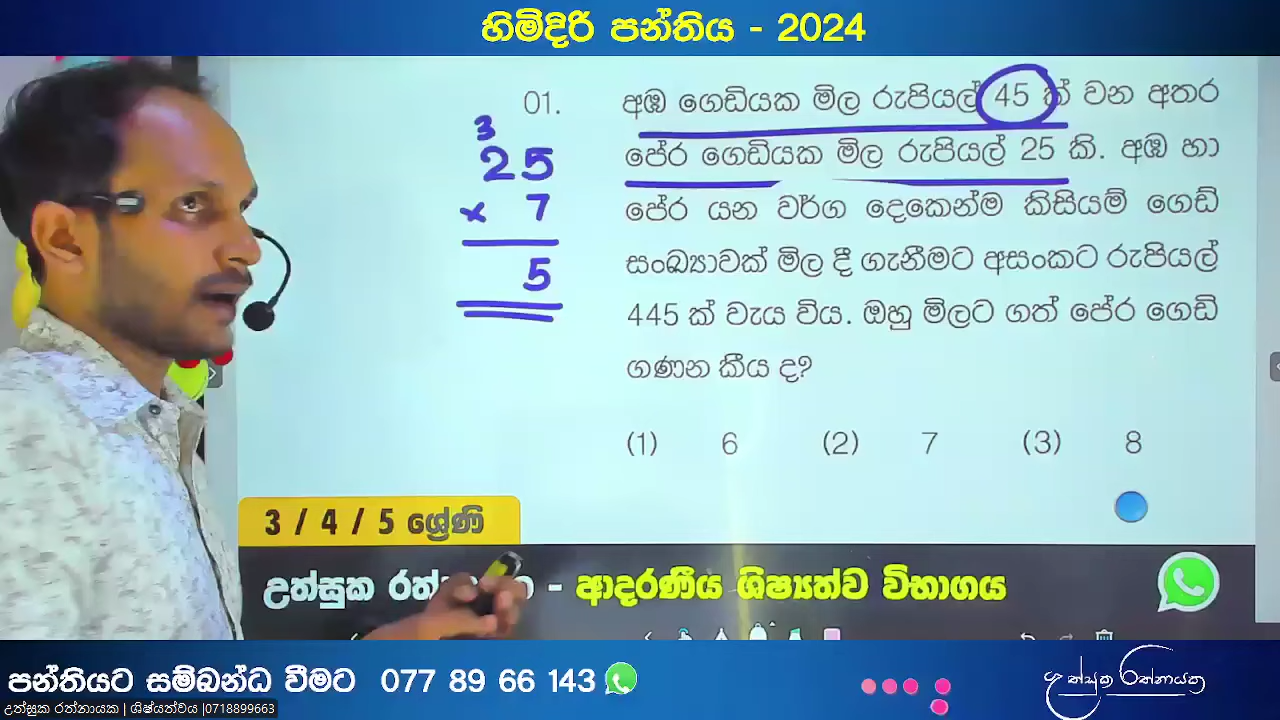 හිමිදිරි පන්තිය - 2024
01. අඹ ගෙඩියක මිල රුපියල් 45 ක් වන අතර
පේර ගෙඩියක මිල රුපියල් 25 කි. අඹ හා
පේර යන වර්ග දෙකෙන්ම කිසියම් ගෙඩි
සංඛ්‍යාවක් මිල දී ගැනීමට අසංකට රුපියල්
445 ක් වැය විය. ඔහු මිලට ගත් පේර ගෙඩි
ගණන කීය ද?
(1) 6 (2) 7 (3) 8
3
25
x 7
5
3 / 4 / 5 ශ්‍රේණි
උත්සුක - ආදරණීය ශිෂ්‍යත්ව විභාගය
පන්තියට සම්බන්ධ වීමට 077 89 66 143
උත්සුක රත්නායක
උත්සුක රත්නායක | ශිෂ්යත්වය |0718899663